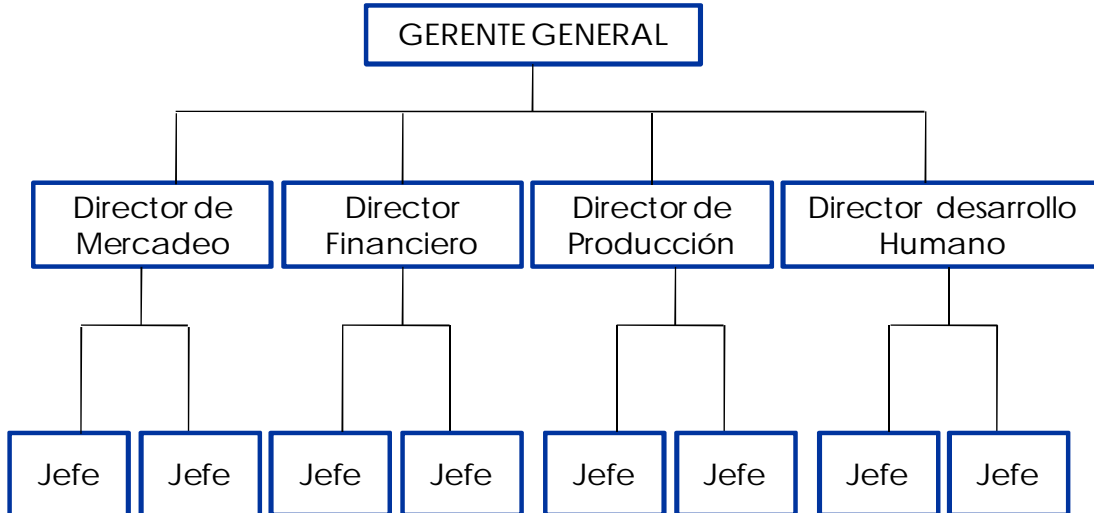 GERENTE GENERAL
Director de
Mercadeo
Director
Financiero
Director de
Producción
Director desarrollo
Humano
Jefe
Jefe
Jefe
Jefe
Jefe
Jefe
Jefe
Jefe